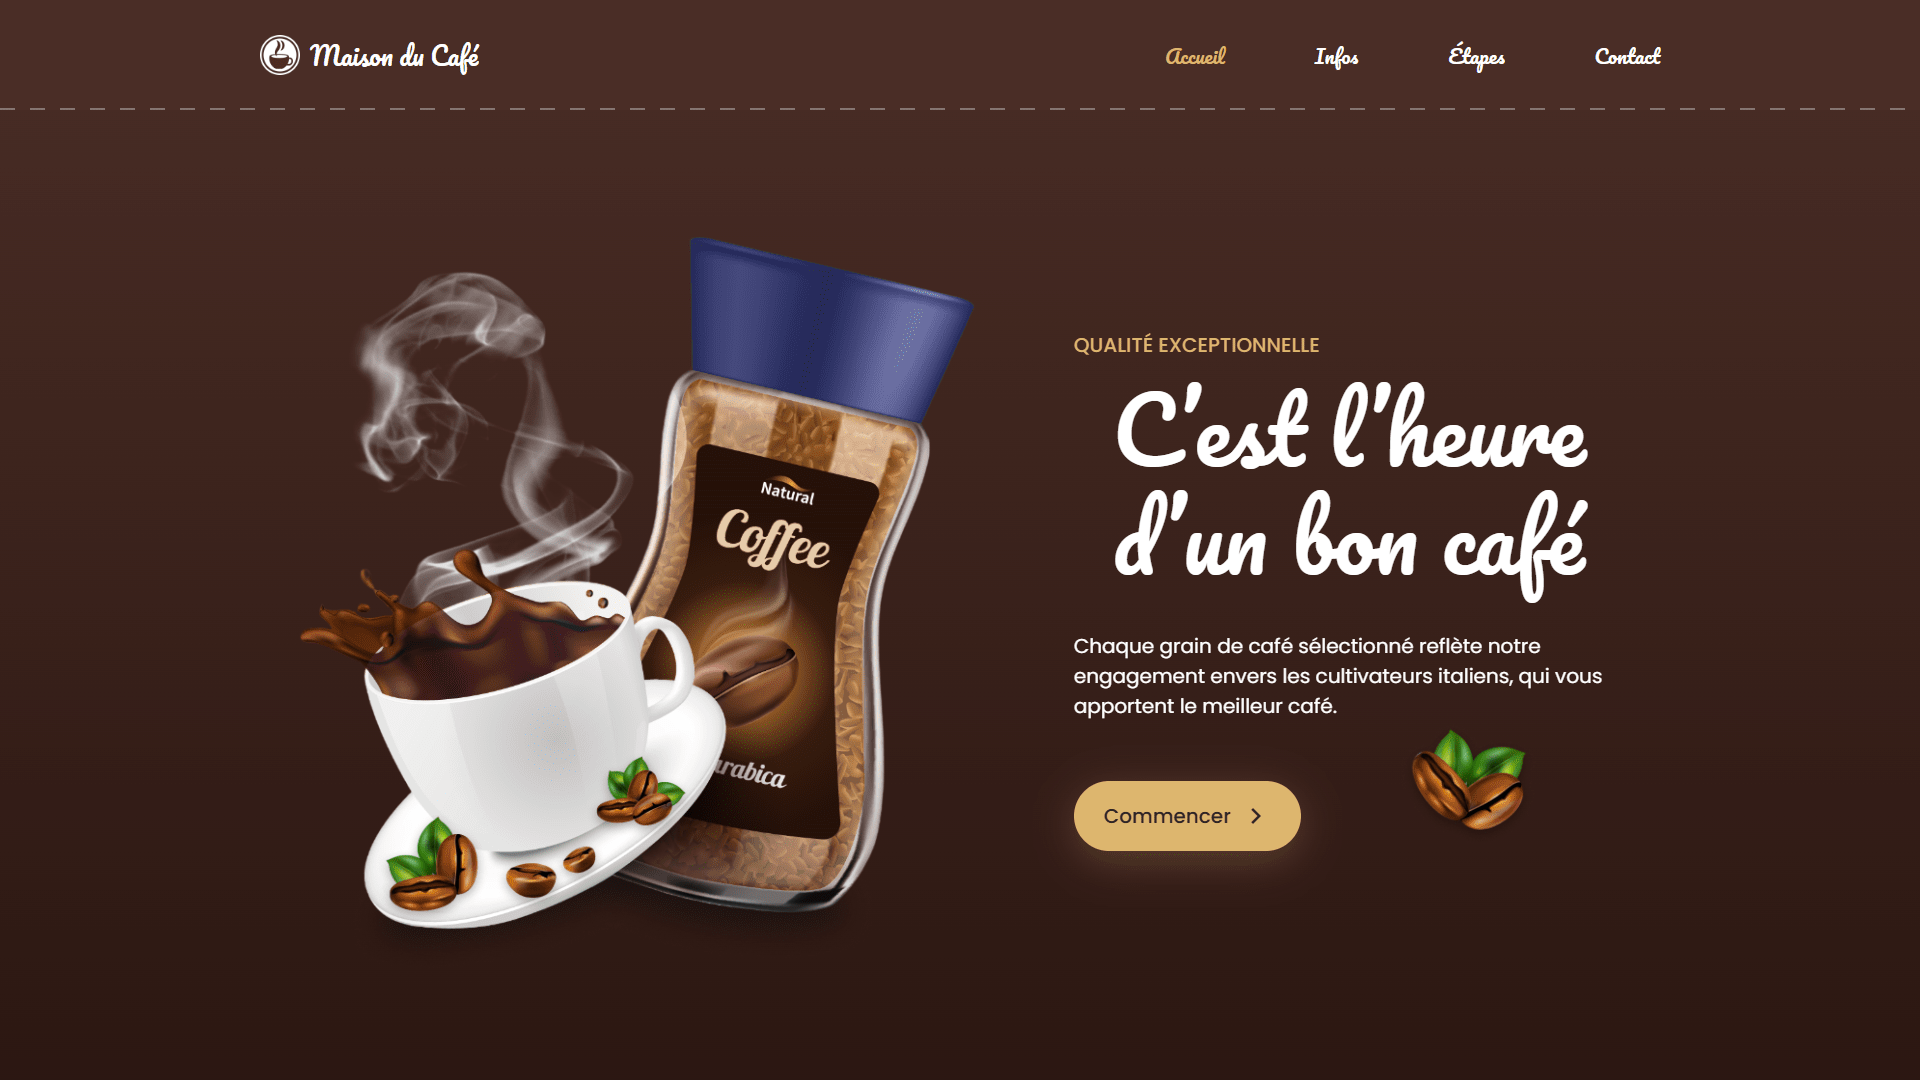 Maison du Café
Accueil
Infos
Étapes
Contact
QUALITÉ EXCEPTIONNELLE
C'est l'heure
d'un bon café
Natural
Coffee
Chaque grain de café sélectionné reflète notre
engagement envers les cultivateurs italiens, qui vous
apportent le meilleur café.
arabica
Commencer